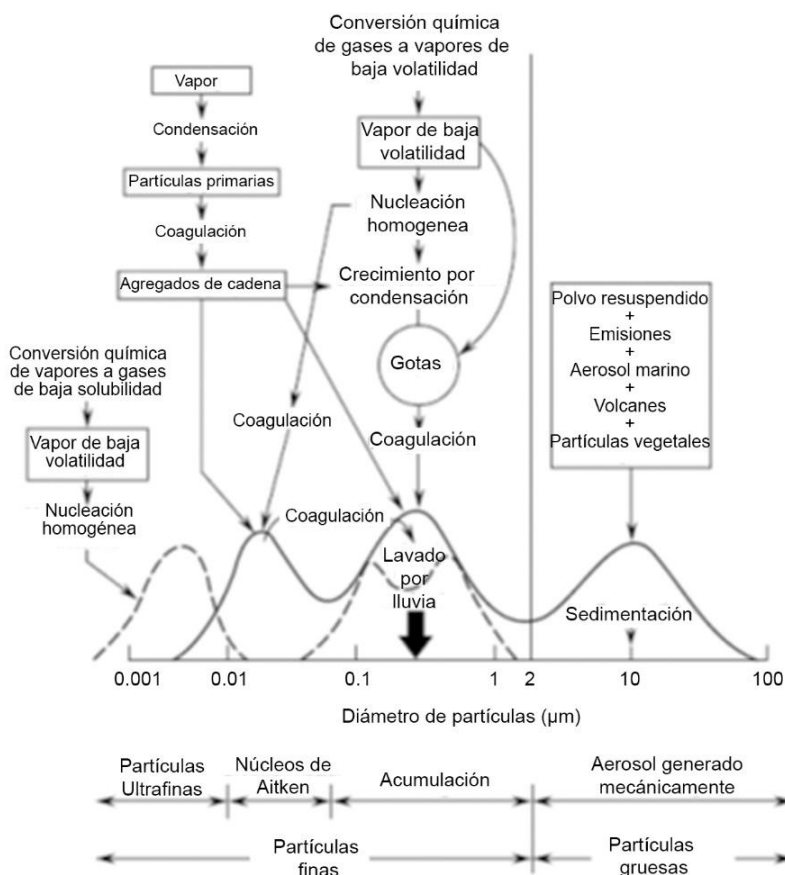 Conversión química
de gases a vapores de
baja volatilidad
Vapor
Condensación
Partículas primarias
Coagulación
Agregados de cadena
Vapor de baja
volatilidad
Nucleación
homogenea
Crecimiento por
condensación
Gotas
Coagulación
Coagulación
Conversión química
de vapores a gases
de baja solubilidad
Vapor de baja
volatilidad
Nucleación
homogénea
Coagulación
Lavado
por
lluvia
Polvo resuspendido
+
Emisiones
+
Aerosol marino
+
Volcanes
+
Partículas vegetales
Sedimentación
0.001 0.01 0.1 1 2 10 100
Diámetro de partículas (µm)
Partículas
Ultrafinas
Núcleos de
Aitken
Acumulación
Aerosol generado
mecánicamente
Partículas
finas
Partículas
gruesas